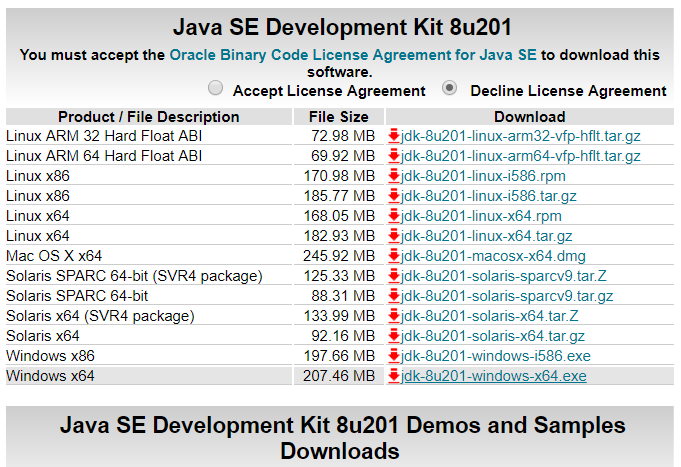 Java SE Development Kit 8u201
You must accept the Oracle Binary Code License Agreement for Java SE to download this
software.
Accept License Agreement Decline License Agreement
Product / File Description File Size Download
Linux ARM 32 Hard Float ABI 72.98 MB jdk-8u201-linux-arm32-vfp-hflt.tar.gz
Linux ARM 64 Hard Float ABI 69.92 MB jdk-8u201-linux-arm64-vfp-hflt.tar.gz
Linux x86 170.98 MB jdk-8u201-linux-i586.rpm
Linux x86 185.77 MB jdk-8u201-linux-i586.tar.gz
Linux x64 168.05 MB jdk-8u201-linux-x64.rpm
Linux x64 182.93 MB jdk-8u201-linux-x64.tar.gz
Mac OS X x64 245.92 MB jdk-8u201-macosx-x64.dmg
Solaris SPARC 64-bit (SVR4 package) 125.33 MB jdk-8u201-solaris-sparcv9.tar.Z
Solaris SPARC 64-bit 88.31 MB jdk-8u201-solaris-sparcv9.tar.gz
Solaris x64 (SVR4 package) 133.99 MB jdk-8u201-solaris-x64.tar.Z
Solaris x64 92.16 MB jdk-8u201-solaris-x64.tar.gz
Windows x86 197.66 MB jdk-8u201-windows-i586.exe
Windows x64 207.46 MB jdk-8u201-windows-x64.exe
Java SE Development Kit 8u201 Demos and Samples
Downloads